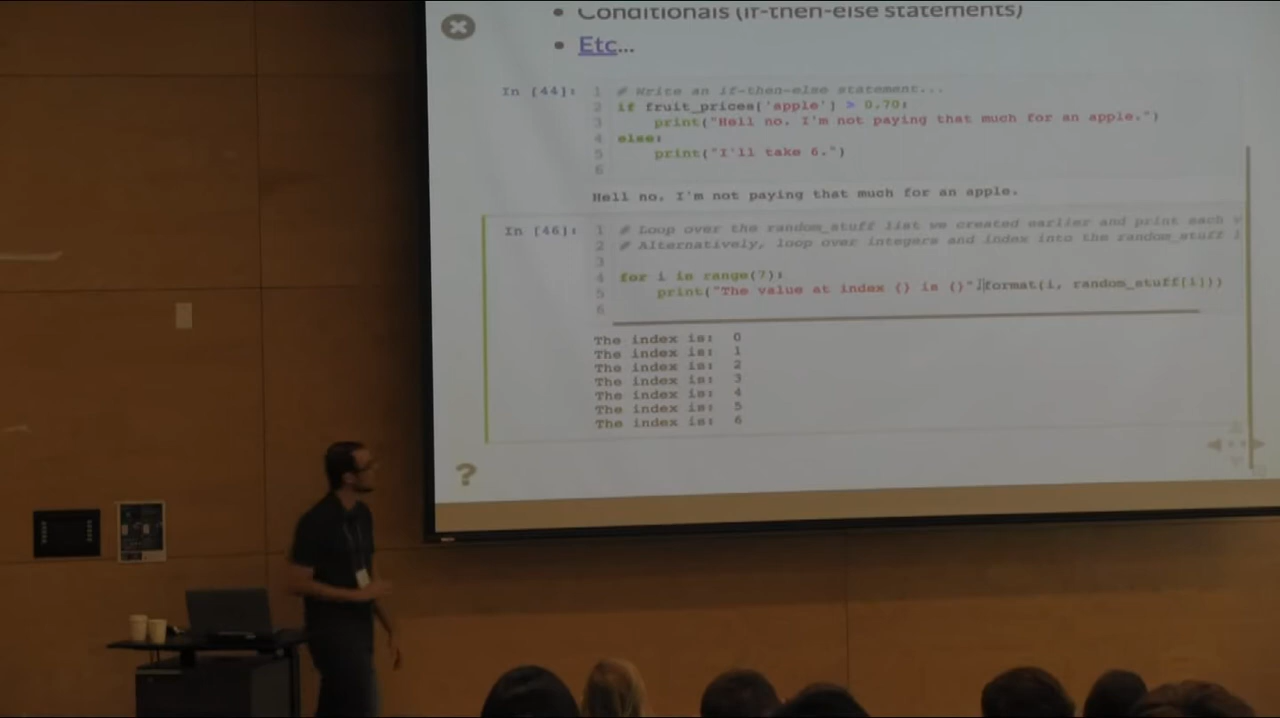 • Conditionals (if-then-else statements)
• Etc...
In [44]:
1 # Write an if-then-else statement...
2 if fruit_prices['apple'] > 0.70:
3 print("Hell no. I'm not paying that much for an apple.")
4 else:
5 print("I'll take 6.")
6
Hell no. I'm not paying that much for an apple.
In [46]:
1 # Loop over the random_stuff list we created earlier and print each v
2 # Alternatively, loop over integers and index into the random_stuff l
3
4 for i in range(7):
5 print("The value at index {} is {}".format(i, random_stuff[i]))
6
The index is: 0
The index is: 1
The index is: 2
The index is: 3
The index is: 4
The index is: 5
The index is: 6
?